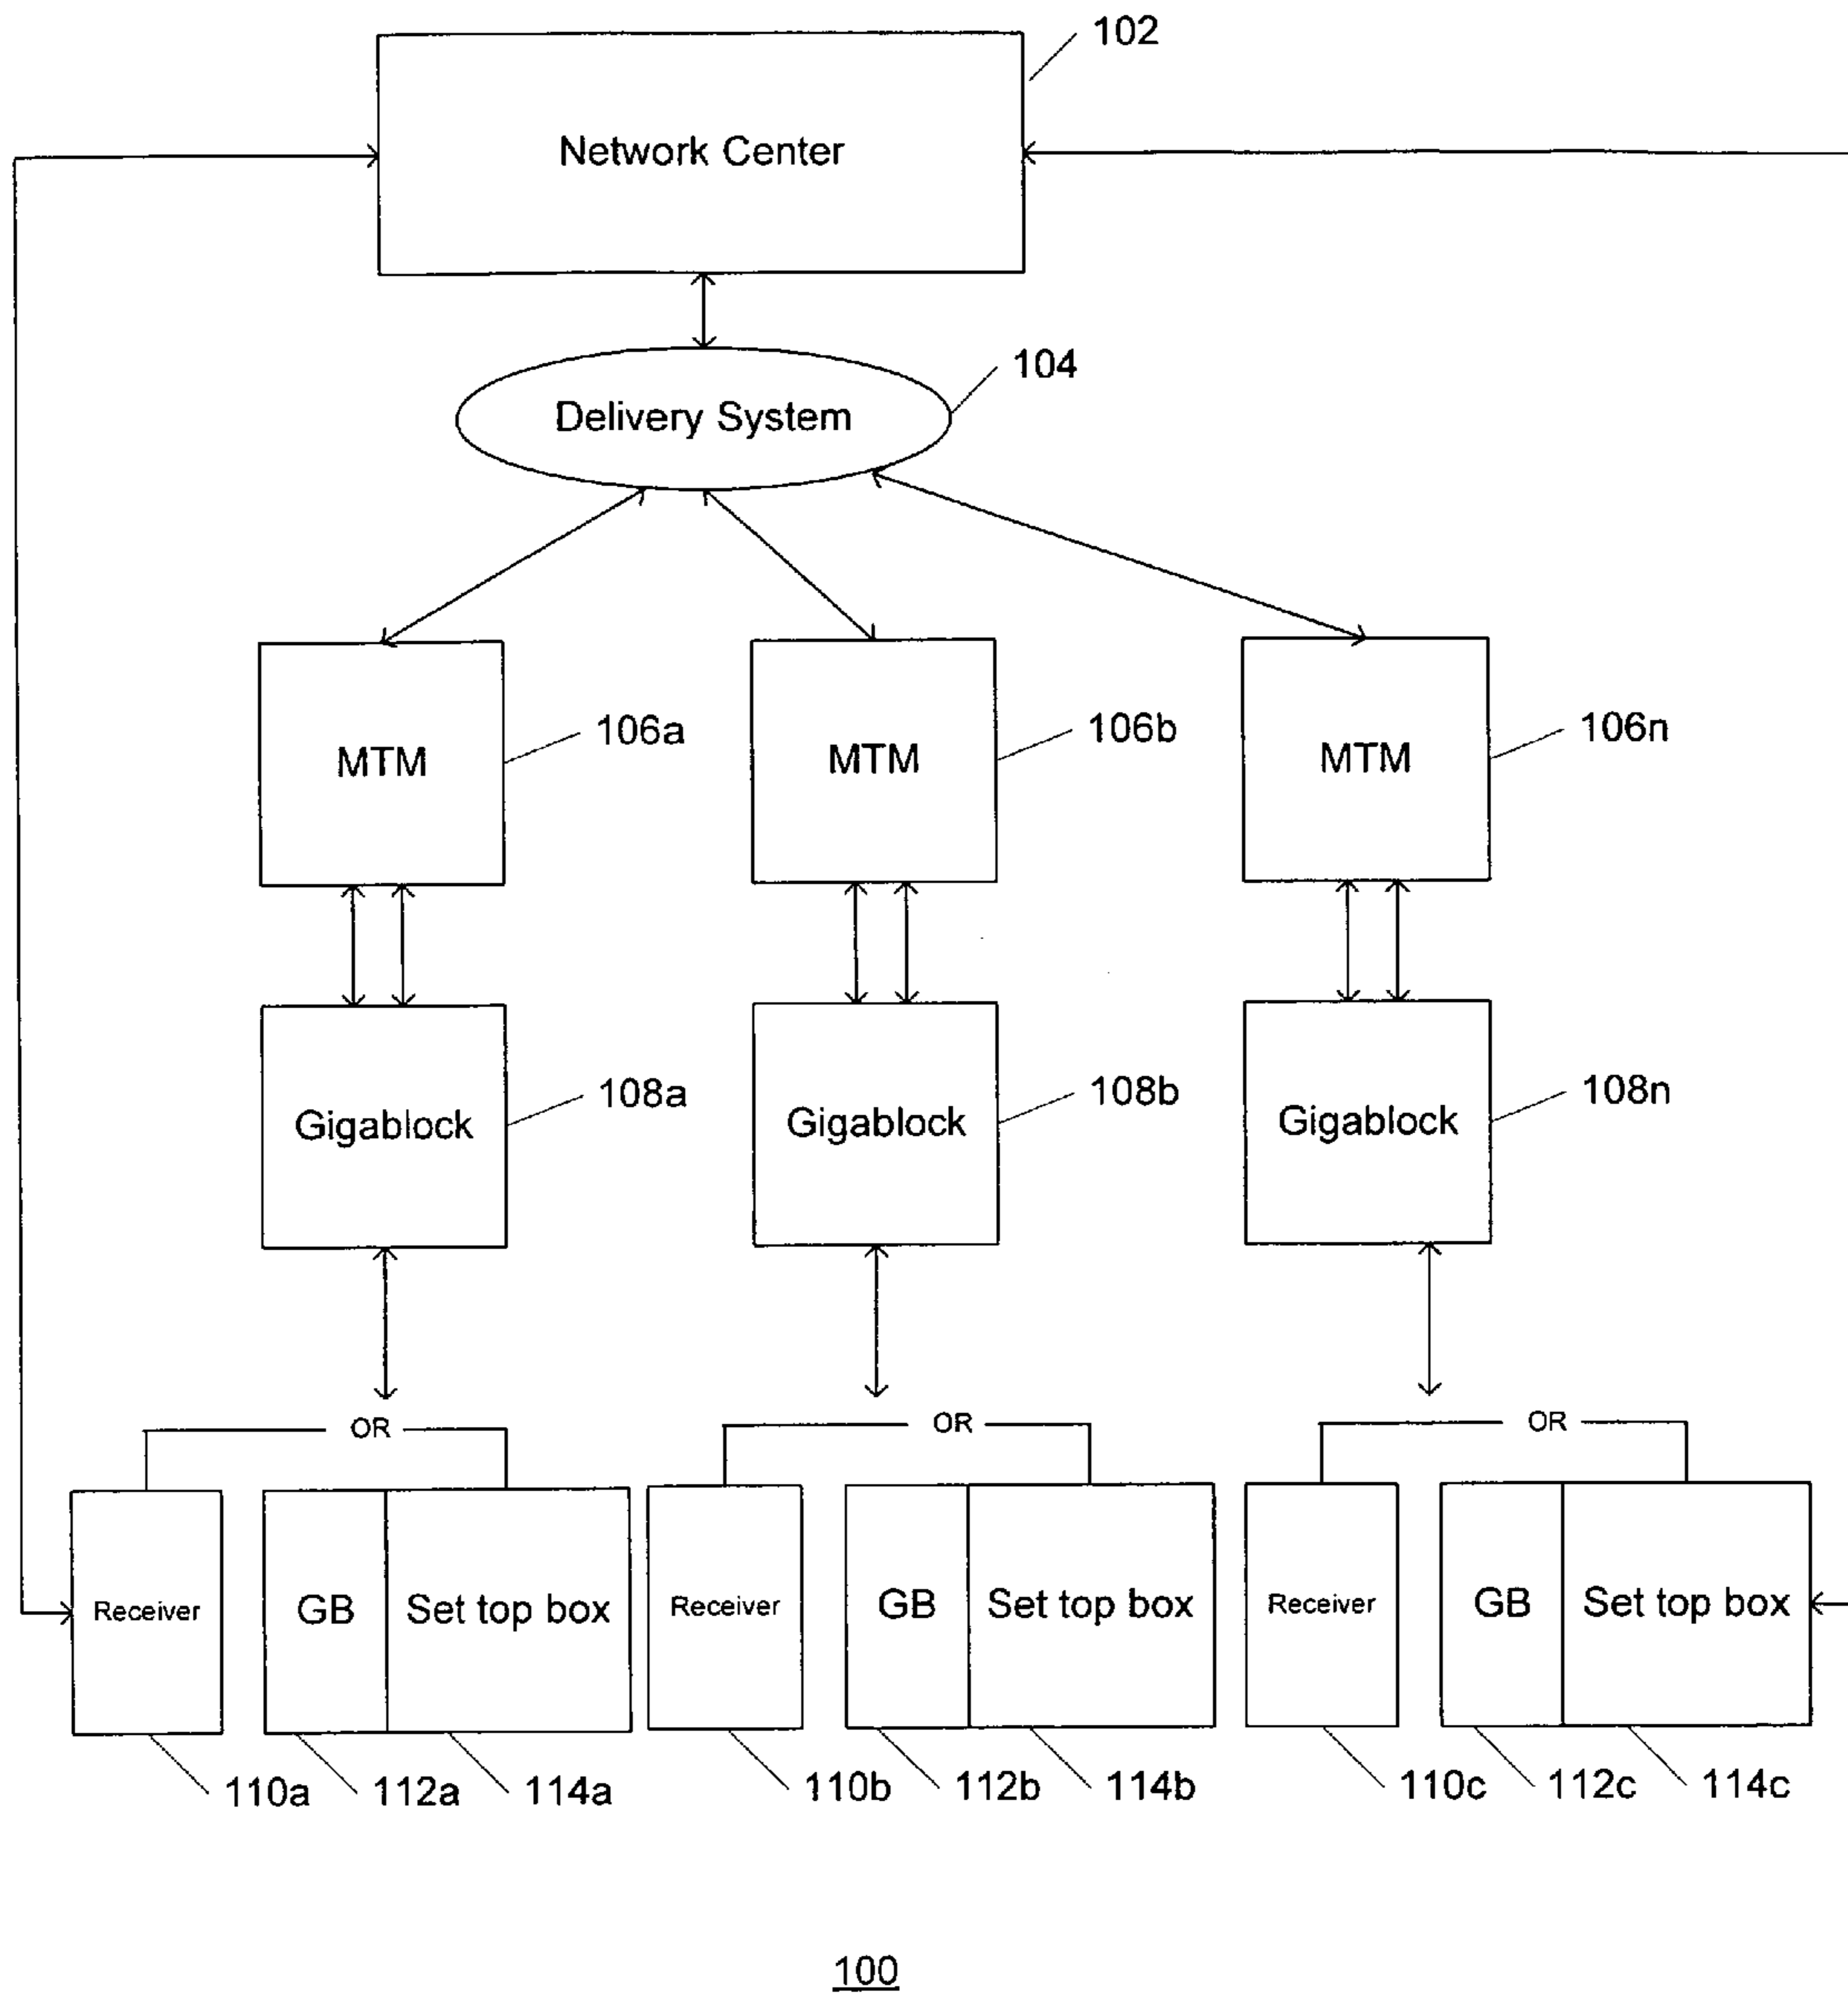 102
Network Center
104
Delivery System
106a
106b
106n
MTM
MTM
MTM
108a
108b
108n
Gigablock
Gigablock
Gigablock
OR
OR
OR
Receiver
GB
Set top box
Receiver
GB
Set top box
Receiver
GB
Set top box
110a
112a
114a
110b
112b
114b
110c
112c
114c
100